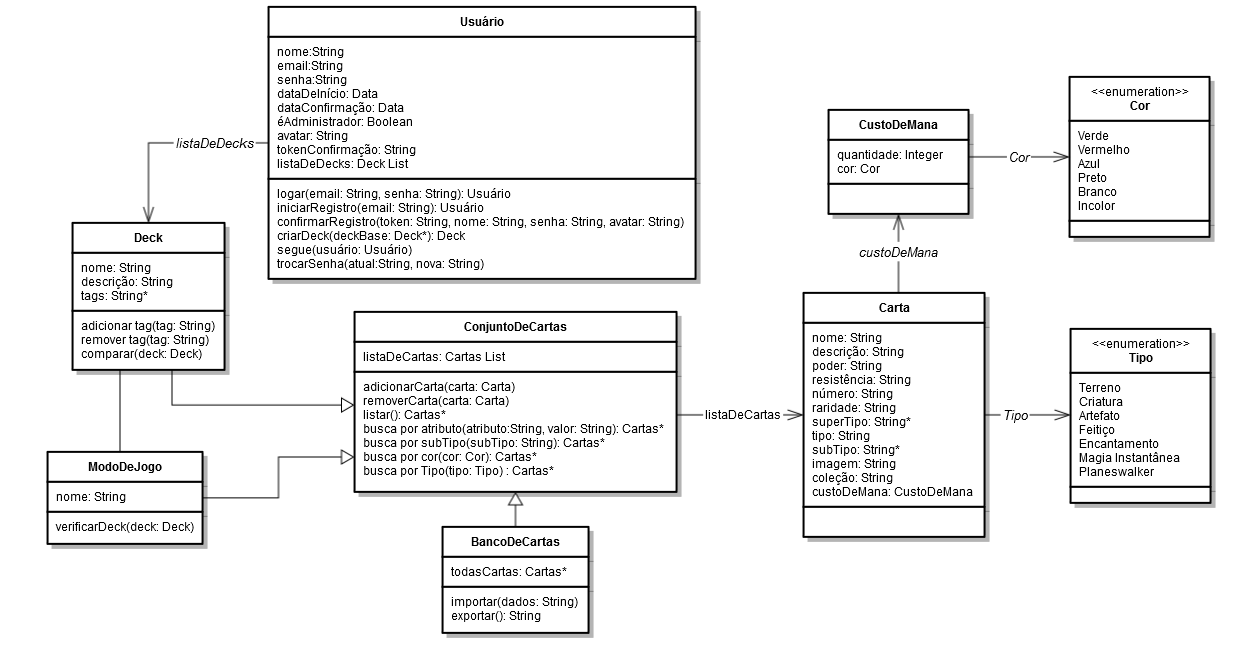 Usuário
nome:String
email:String
senha:String
dataDeInício: Data
dataConfirmação: Data
éAdministrador: Boolean
avatar: String
tokenConfirmação: String
listaDeDecks: Deck List
logar(email: String, senha: String): Usuário
iniciarRegistro(email: String): Usuário
confirmarRegistro(token: String, nome: String, senha: String, avatar: String)
criarDeck(deckBase: Deck*): Deck
segue(usuário: Usuário)
trocarSenha(atual:String, nova: String)
listaDeDecks
Deck
nome: String
descrição: String
tags: String*
adicionar tag(tag: String)
remover tag(tag: String)
comparar(deck: Deck)
ModoDeJogo
nome: String
verificarDeck(deck: Deck)
ConjuntoDeCartas
listaDeCartas: Cartas List
adicionarCarta(carta: Carta)
removerCarta(carta: Carta)
listar(): Cartas*
busca por atributo(atributo:String, valor: String): Cartas*
busca por subTipo(subTipo: String): Cartas*
busca por cor(cor: Cor): Cartas*
busca por Tipo(tipo: Tipo) : Cartas*
BancoDeCartas
todasCartas: Cartas*
importar(dados: String)
exportar(): String
listaDeCartas
CustoDeMana
quantidade: Integer
cor: Cor
custoDeMana
Carta
nome: String
descrição: String
poder: String
resistência: String
número: String
raridade: String
superTipo: String*
tipo: String
subTipo: String*
imagem: String
coleção: String
custoDeMana: CustoDeMana
Cor
<<enumeration>>
Cor
Verde
Vermelho
Azul
Preto
Branco
Incolor
Tipo
<<enumeration>>
Tipo
Terreno
Criatura
Artefato
Feitiço
Encantamento
Magia Instantânea
Planeswalker